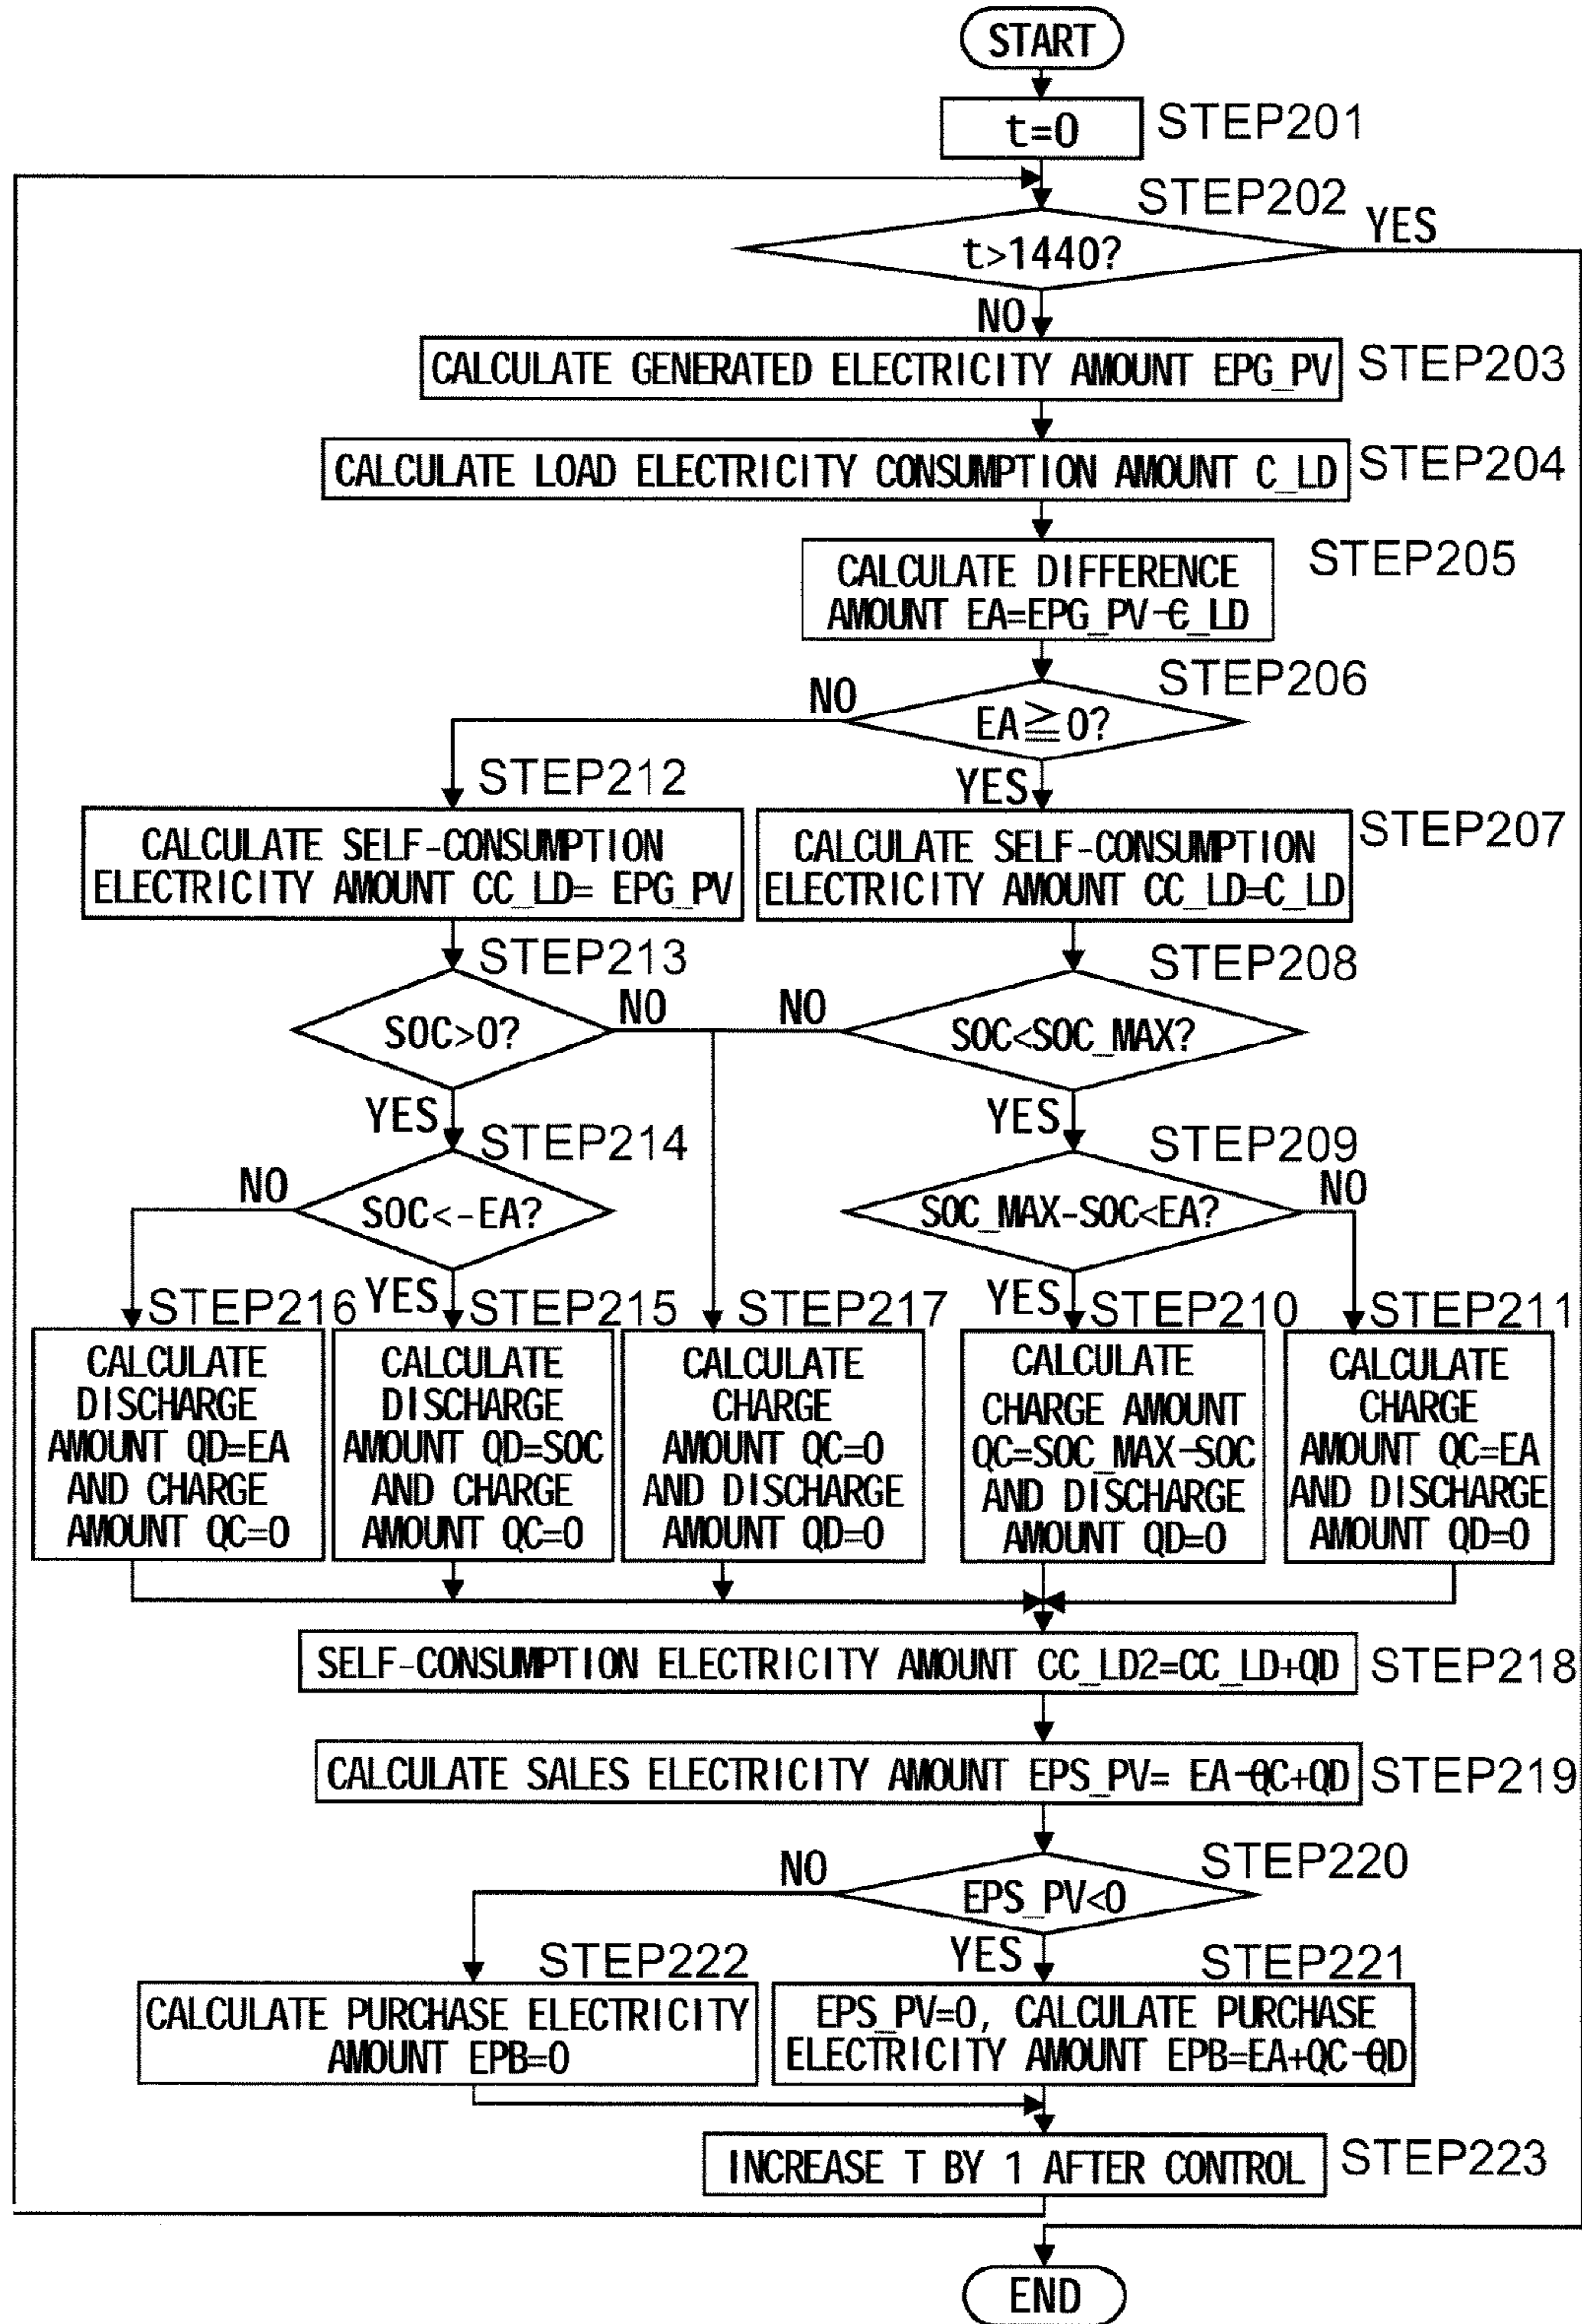 START
t=0
STEP201
STEP202
t>1440?
YES
NO
CALCULATE GENERATED ELECTRICITY AMOUNT EPG_PV
STEP203
CALCULATE LOAD ELECTRICITY CONSUMPTION AMOUNT C_LD
STEP204
CALCULATE DIFFERENCE
AMOUNT EA=EPG_PV-C_LD
STEP205
STEP206
EA≧0?
NO
YES
STEP212
CALCULATE SELF-CONSUMPTION
ELECTRICITY AMOUNT CC_LD= EPG_PV
CALCULATE SELF-CONSUMPTION
ELECTRICITY AMOUNT CC_LD=C_LD
STEP207
STEP213
SOC>0?
NO
NO
STEP208
SOC<SOC_MAX?
YES
STEP214
NO
SOC<-EA?
YES
STEP209
SOC_MAX-SOC<EA?
NO
STEP216
YES
STEP215
STEP217
YES
STEP210
STEP211
CALCULATE
DISCHARGE
AMOUNT QD=EA
AND CHARGE
AMOUNT QC=0
CALCULATE
DISCHARGE
AMOUNT QD=SOC
AND CHARGE
AMOUNT QC=0
CALCULATE
CHARGE
AMOUNT QC=0
AND DISCHARGE
AMOUNT QD=0
CALCULATE
CHARGE AMOUNT
QC=SOC_MAX-SOC
AND DISCHARGE
AMOUNT QD=0
CALCULATE
CHARGE
AMOUNT QC=EA
AND DISCHARGE
AMOUNT QD=0
SELF-CONSUMPTION ELECTRICITY AMOUNT CC_LD2=CC_LD+QD
STEP218
CALCULATE SALES ELECTRICITY AMOUNT EPS_PV= EA-QC+QD
STEP219
STEP220
NO
EPS_PV<0
YES
STEP222
CALCULATE PURCHASE ELECTRICITY
AMOUNT EPB=0
STEP221
EPS_PV=0, CALCULATE PURCHASE
ELECTRICITY AMOUNT EPB=EA+QC-QD
INCREASE T BY 1 AFTER CONTROL
STEP223
END